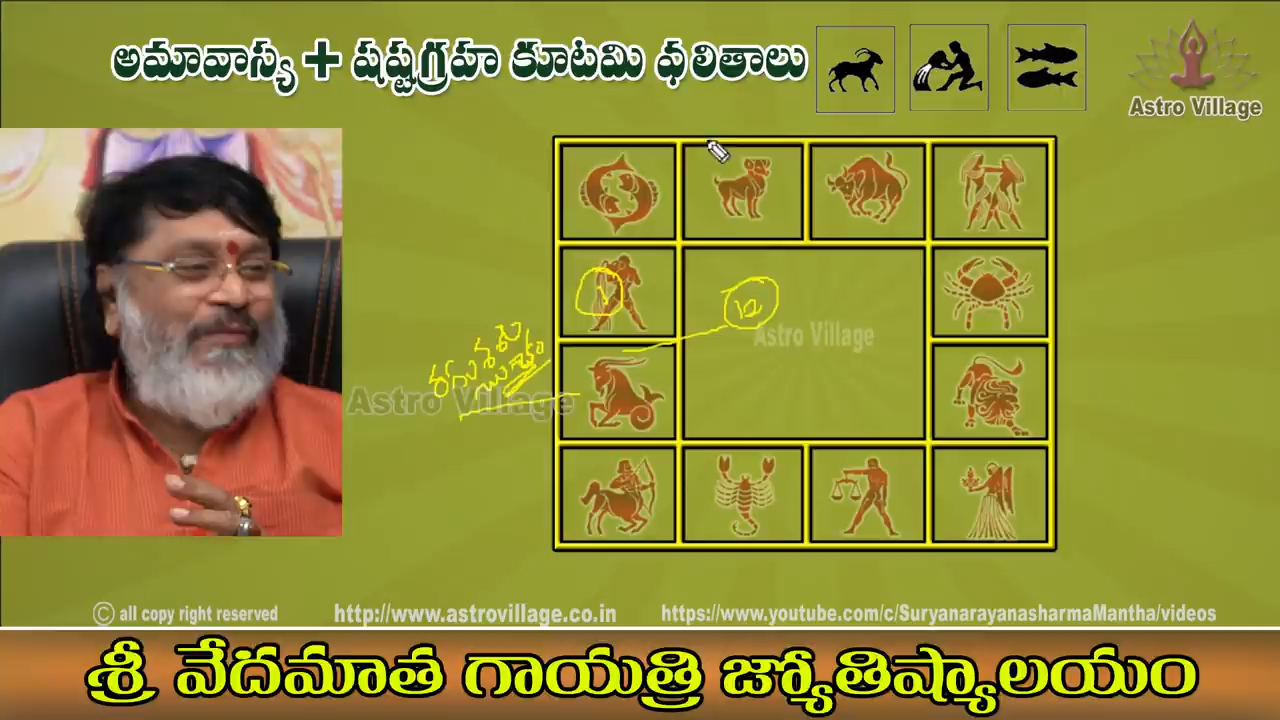 అమావాస్య + షష్టగ్రహ కూటమి ఫలితాలు
Astro Village
1
12
Astro Village
Astro Village
© all copy right reserved
http://www.astrovillage.co.in
https://www.youtube.com/c/SuryanarayanasharmaMantha/videos
శ్రీ వేదమాత గాయత్రి జ్యోతిష్యాలయం